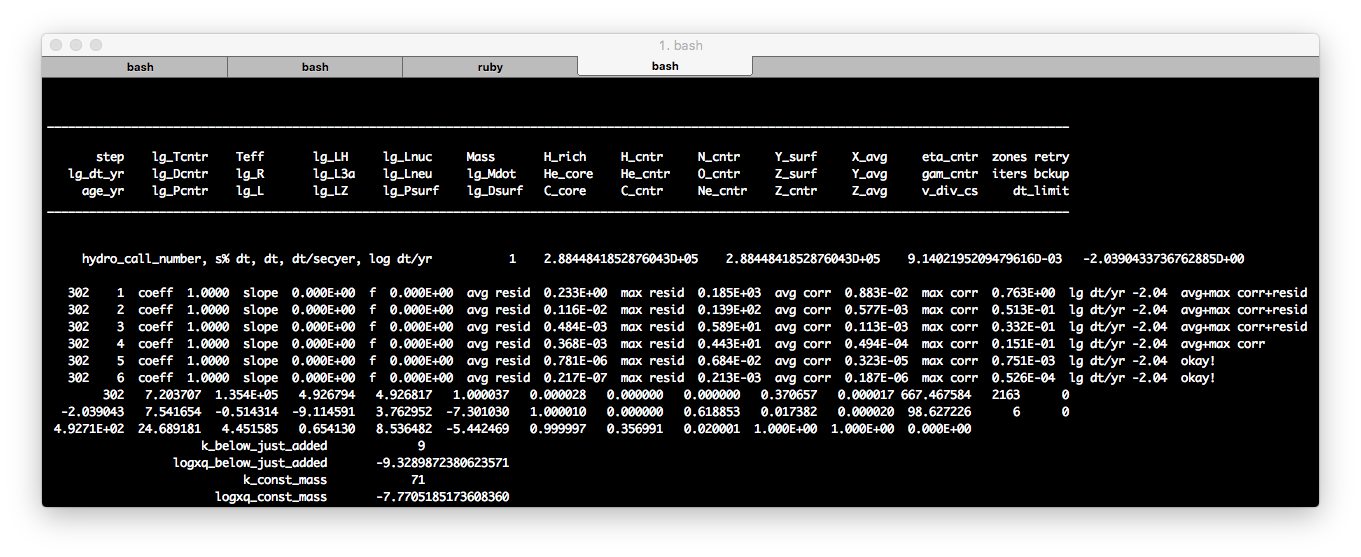 1. bash
bash bash ruby bash
step lg_Tcntr Teff lg_LH lg_Lnuc Mass H_rich H_cntr N_cntr Y_surf X_avg eta_cntr zones retry
lg_dt_yr lg_Dcntr lg_R lg_L3a lg_Lneu lg_Mdot He_core He_cntr O_cntr Z_surf Y_avg gam_cntr iters bckup
age_yr lg_Pcntr lg_L lg_LZ lg_Psurf lg_Dsurf C_core C_cntr Ne_cntr Z_cntr Z_avg v_div_cs dt_limit
hydro_call_number, s% dt, dt, dt/secyer, log dt/yr 1 2.8844841852876043D+05 2.8844841852876043D+05 9.1402195209479616D-03 -2.0390433736762885D+00
302 1 coeff 1.0000 slope 0.000E+00 f 0.000E+00 avg resid 0.233E+00 max resid 0.185E+03 avg corr 0.883E-02 max corr 0.763E+00 lg dt/yr -2.04 avg+max corr+resid
302 2 coeff 1.0000 slope 0.000E+00 f 0.000E+00 avg resid 0.116E-02 max resid 0.139E+02 avg corr 0.577E-03 max corr 0.513E-01 lg dt/yr -2.04 avg+max corr+resid
302 3 coeff 1.0000 slope 0.000E+00 f 0.000E+00 avg resid 0.484E-03 max resid 0.589E+01 avg corr 0.113E-03 max corr 0.332E-01 lg dt/yr -2.04 avg+max corr+resid
302 4 coeff 1.0000 slope 0.000E+00 f 0.000E+00 avg resid 0.368E-03 max resid 0.443E+01 avg corr 0.494E-04 max corr 0.151E-01 lg dt/yr -2.04 avg+max corr
302 5 coeff 1.0000 slope 0.000E+00 f 0.000E+00 avg resid 0.781E-06 max resid 0.684E-02 avg corr 0.323E-05 max corr 0.751E-03 lg dt/yr -2.04 okay!
302 6 coeff 1.0000 slope 0.000E+00 f 0.000E+00 avg resid 0.217E-07 max resid 0.213E-03 avg corr 0.187E-06 max corr 0.526E-04 lg dt/yr -2.04 okay!
302 7.203707 1.354E+05 4.926794 4.926817 1.000037 0.000028 0.000000 0.000000 0.370657 0.000017 667.467584 2163 0
-2.039043 7.541654 -0.514314 -9.114591 3.762952 -7.301030 1.000010 0.000000 0.618853 0.017382 0.000020 98.627226 6 0
4.9271E+02 24.689181 4.451585 0.654130 8.536482 -5.442469 0.999997 0.356991 0.020001 1.000E+00 1.000E+00 0.000E+00
k_below_just_added 9
logxq_below_just_added -9.3289872380623571
k_const_mass 71
logxq_const_mass -7.7705185173608360